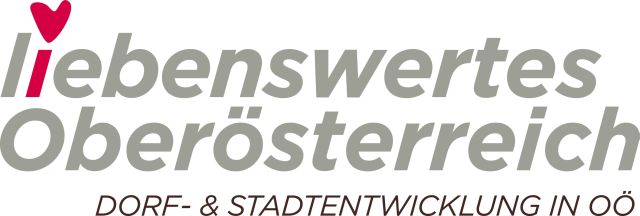 liebenswertes
Oberösterreich
DORF- & STADTENTWICKLUNG IN OÖ